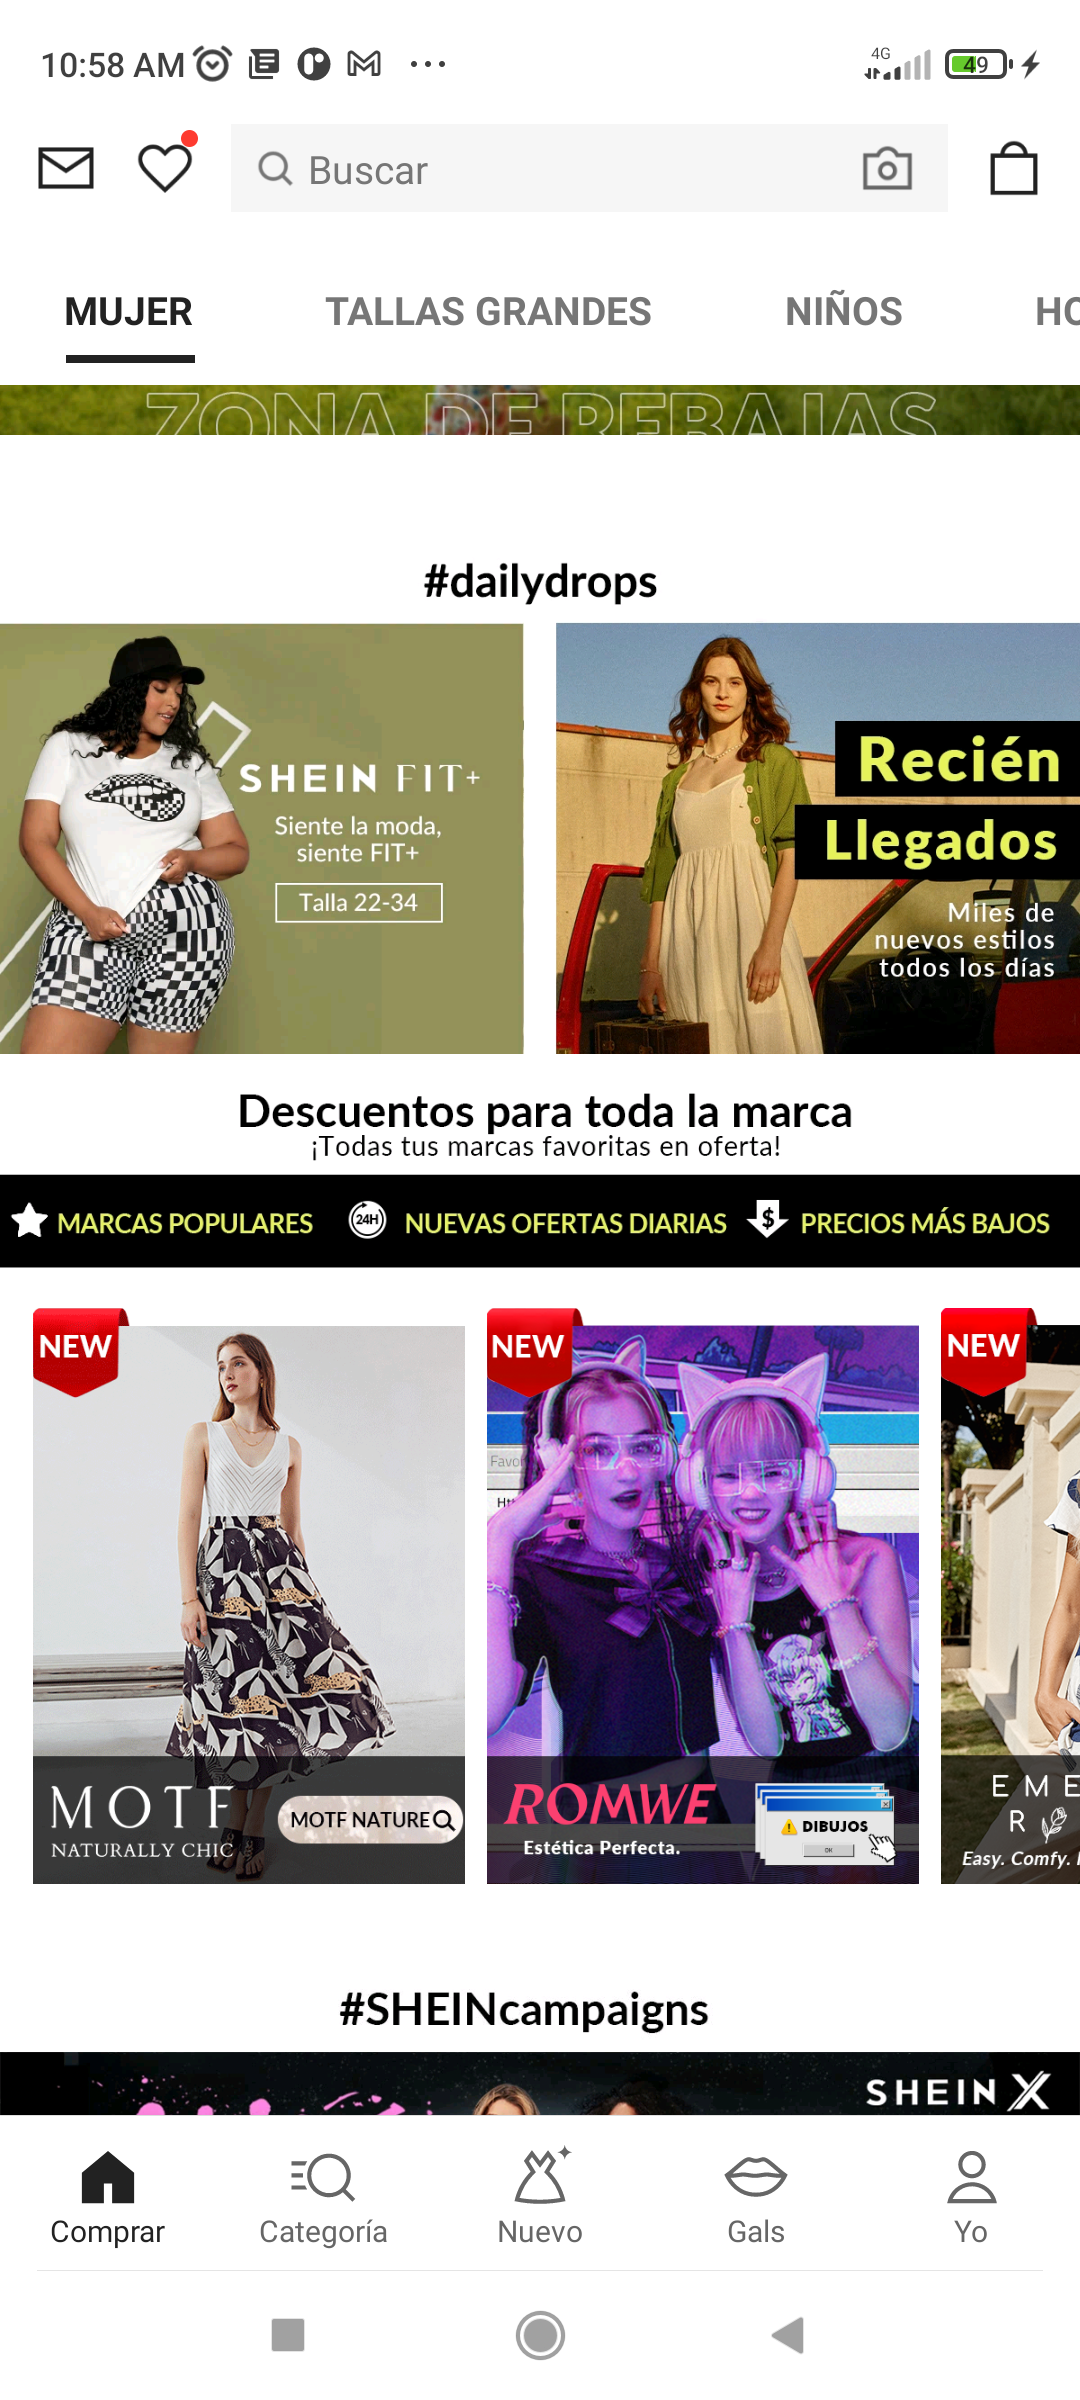 10:58 AM
4G
49
Buscar
MUJER
TALLAS GRANDES
NIÑOS
HO
ZONA DE REBAJAS
#dailydrops
SHEIN FIT+
Siente la moda,
siente FIT+
Talla 22-34
Recién
Llegados
Miles de
nuevos estilos
todos los días
Descuentos para toda la marca
¡Todas tus marcas favoritas en oferta!
MARCAS POPULARES
24H
NUEVAS OFERTAS DIARIAS
$
PRECIOS MÁS BAJOS
NEW
MOTF
NATURALLY CHIC
MOTF NATURE
NEW
Favor
Htt
ROMWE
Estética Perfecta.
DIBUJOS
OK
NEW
E M E
R
Easy. Comfy.
#SHEINcampaigns
SHEIN X
Comprar
Categoría
Nuevo
Gals
Yo